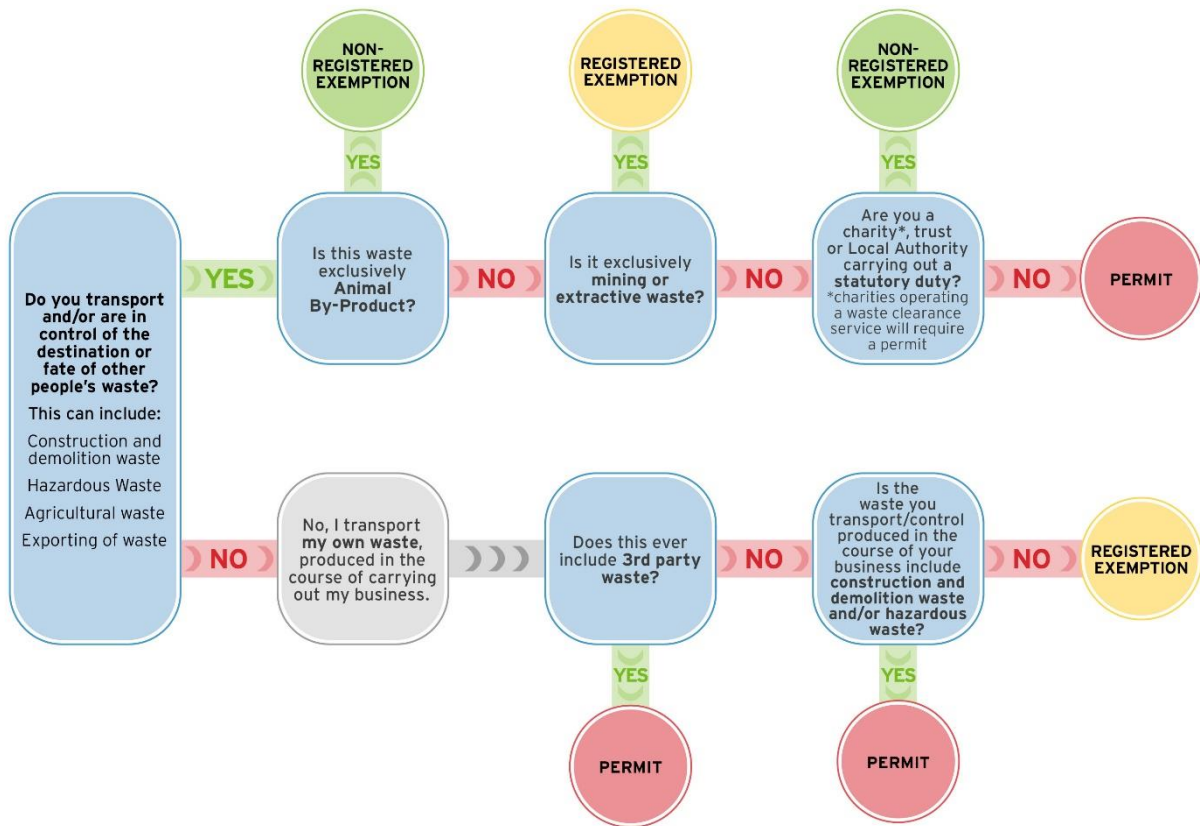 NON-
REGISTERED
EXEMPTION
REGISTERED
EXEMPTION
NON-
REGISTERED
EXEMPTION
YES
YES
YES
Do you transport
and/or are in
control of the
destination or
fate of other
people's waste?
This can include:
Construction and
demolition waste
Hazardous Waste
Agricultural waste
Exporting of waste
YES
Is this waste
exclusively
Animal
By-Product?
NO
Is it exclusively
mining or
extractive waste?
NO
Are you a
charity*, trust
or Local Authority
carrying out a
statutory duty?
*charities operating
a waste clearance
service will require
a permit
NO
PERMIT
NO
No, I transport
my own waste,
produced in the
course of carrying
out my business.
Does this ever
include 3rd party
waste?
NO
Is the
waste you
transport/control
produced in the
course of your
business include
construction and
demolition waste
and/or hazardous
waste?
NO
REGISTERED
EXEMPTION
YES
YES
PERMIT
PERMIT